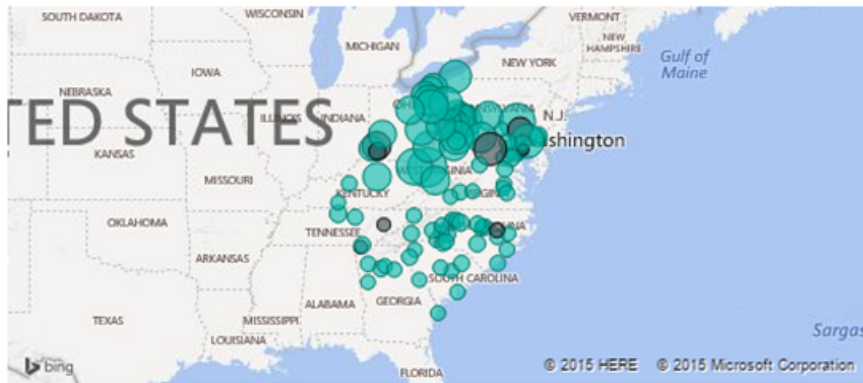 SOUTH DAKOTA
WISCONSIN
VERMONT
MICHIGAN
NEW HAMPSHIRE
NEW YORK
Gulf of
Maine
IOWA
NEBRASKA
INDIANA
N.J.
TED STATES
shington
KANSAS
MISSOURI
KENTUCKY
OKLAHOMA
TENNESSEE
ARKANSAS
SOUTH CAROLINA
ALABAMA
GEORGIA
TEXAS
MISSISSIPPI
LOUISIANA
Sargas
bing
FLORIDA
© 2015 HERE © 2015 Microsoft Corporation